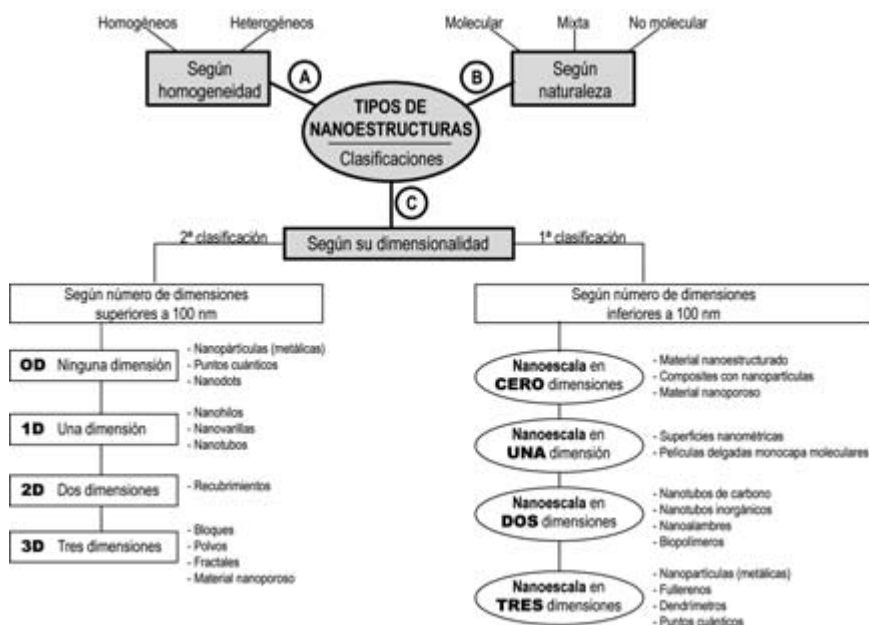 Homogéneos
Heterogéneos
Según
homogeneidad
A
Molecular
Mixta
No molecular
B
Según
naturaleza
TIPOS DE
NANOESTRUCTURAS
Clasificaciones
C
2ª clasificación
Según su dimensionalidad
1ª clasificación
Según número de dimensiones
superiores a 100 nm
OD Ninguna dimensión
- Nanopártículas (metálicas)
- Puntos cuánticos
- Nanodots
1D Una dimensión
- Nanohilos
- Nanovarillas
- Nanotubos
2D Dos dimensiones
- Recubrimientos
3D Tres dimensiones
- Bloques
- Polvos
- Fractales
- Material nanoporoso
Según número de dimensiones
inferiores a 100 nm
Nanoescala en
CERO dimensiones
- Material nanoestructurado
- Composites con nanopartículas
- Material nanoporoso
Nanoescala en
UNA dimensión
- Superficies nanométricas
- Películas delgadas monocapa moleculares
Nanoescala en
DOS dimensiones
- Nanotubos de carbono
- Nanotubos inorgánicos
- Nanoalambres
- Biopolímeros
Nanoescala en
TRES dimensiones
- Nanopartículas (metálicas)
- Fullerenos
- Dendrímetros
- Puntos cuánticos